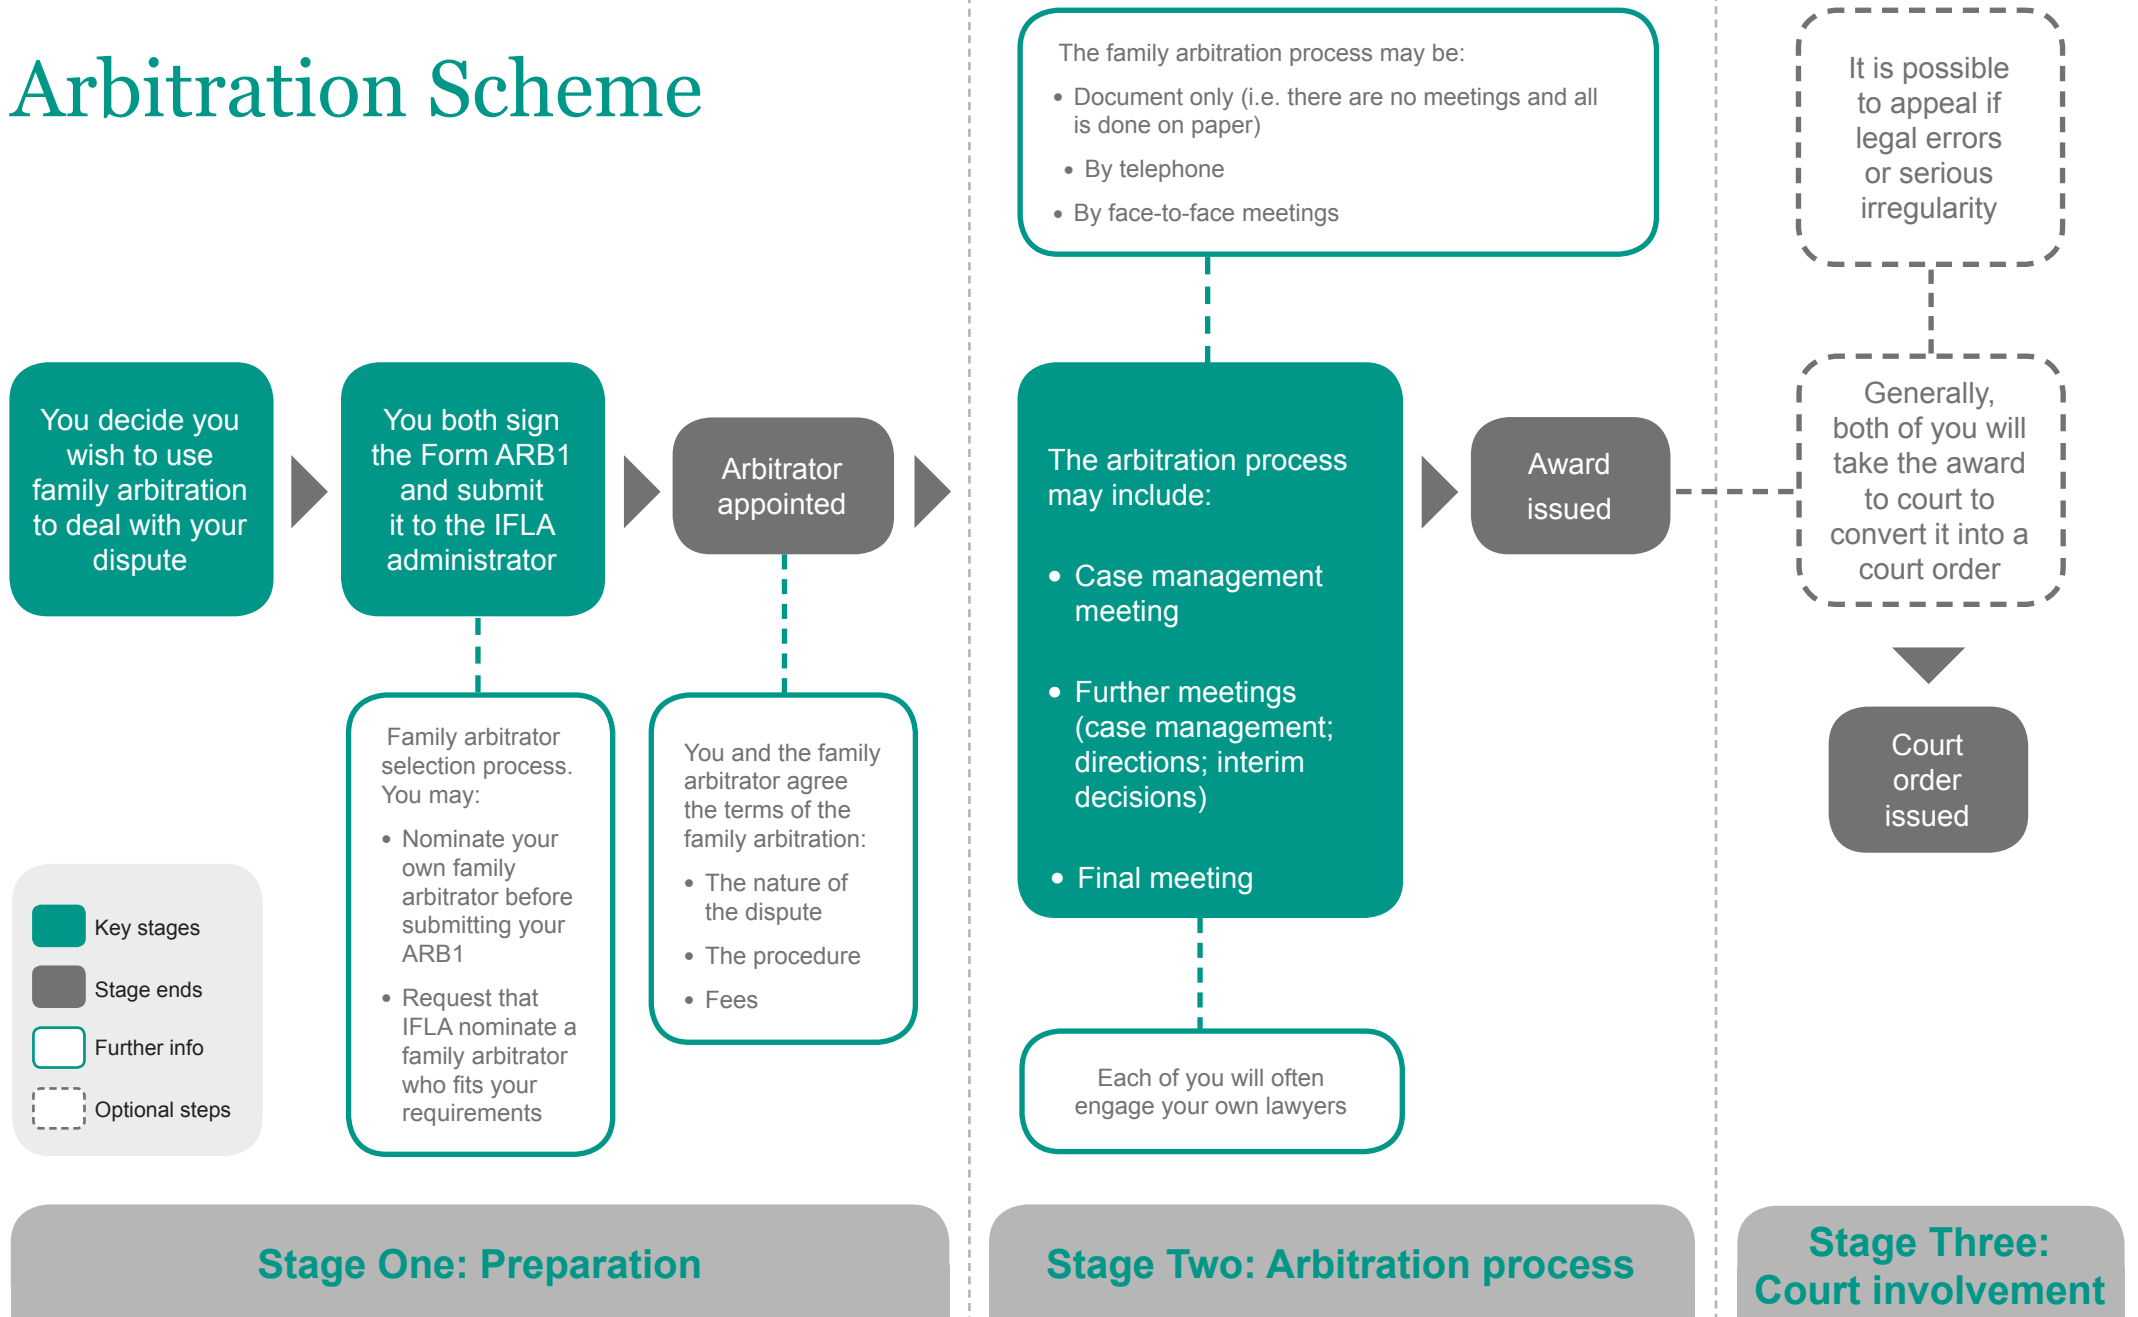 Arbitration Scheme
You decide you
wish to use
family arbitration
to deal with your
dispute
You both sign
the Form ARB1
and submit
it to the IFLA
administrator
Arbitrator
appointed
Family arbitrator
selection process.
You may:
• Nominate your
own family
arbitrator before
submitting your
ARB1
• Request that
IFLA nominate a
family arbitrator
who fits your
requirements
You and the family
arbitrator agree
the terms of the
family arbitration:
• The nature of
the dispute
• The procedure
• Fees
Key stages
Stage ends
Further info
Optional steps
Stage One: Preparation
The family arbitration process may be:
• Document only (i.e. there are no meetings and all
is done on paper)
• By telephone
• By face-to-face meetings
The arbitration process
may include:
• Case management
meeting
• Further meetings
(case management;
directions; interim
decisions)
• Final meeting
Award
issued
Each of you will often
engage your own lawyers
Stage Two: Arbitration process
It is possible
to appeal if
legal errors
or serious
irregularity
Generally,
both of you will
take the award
to court to
convert it into a
court order
Court
order
issued
Stage Three:
Court involvement